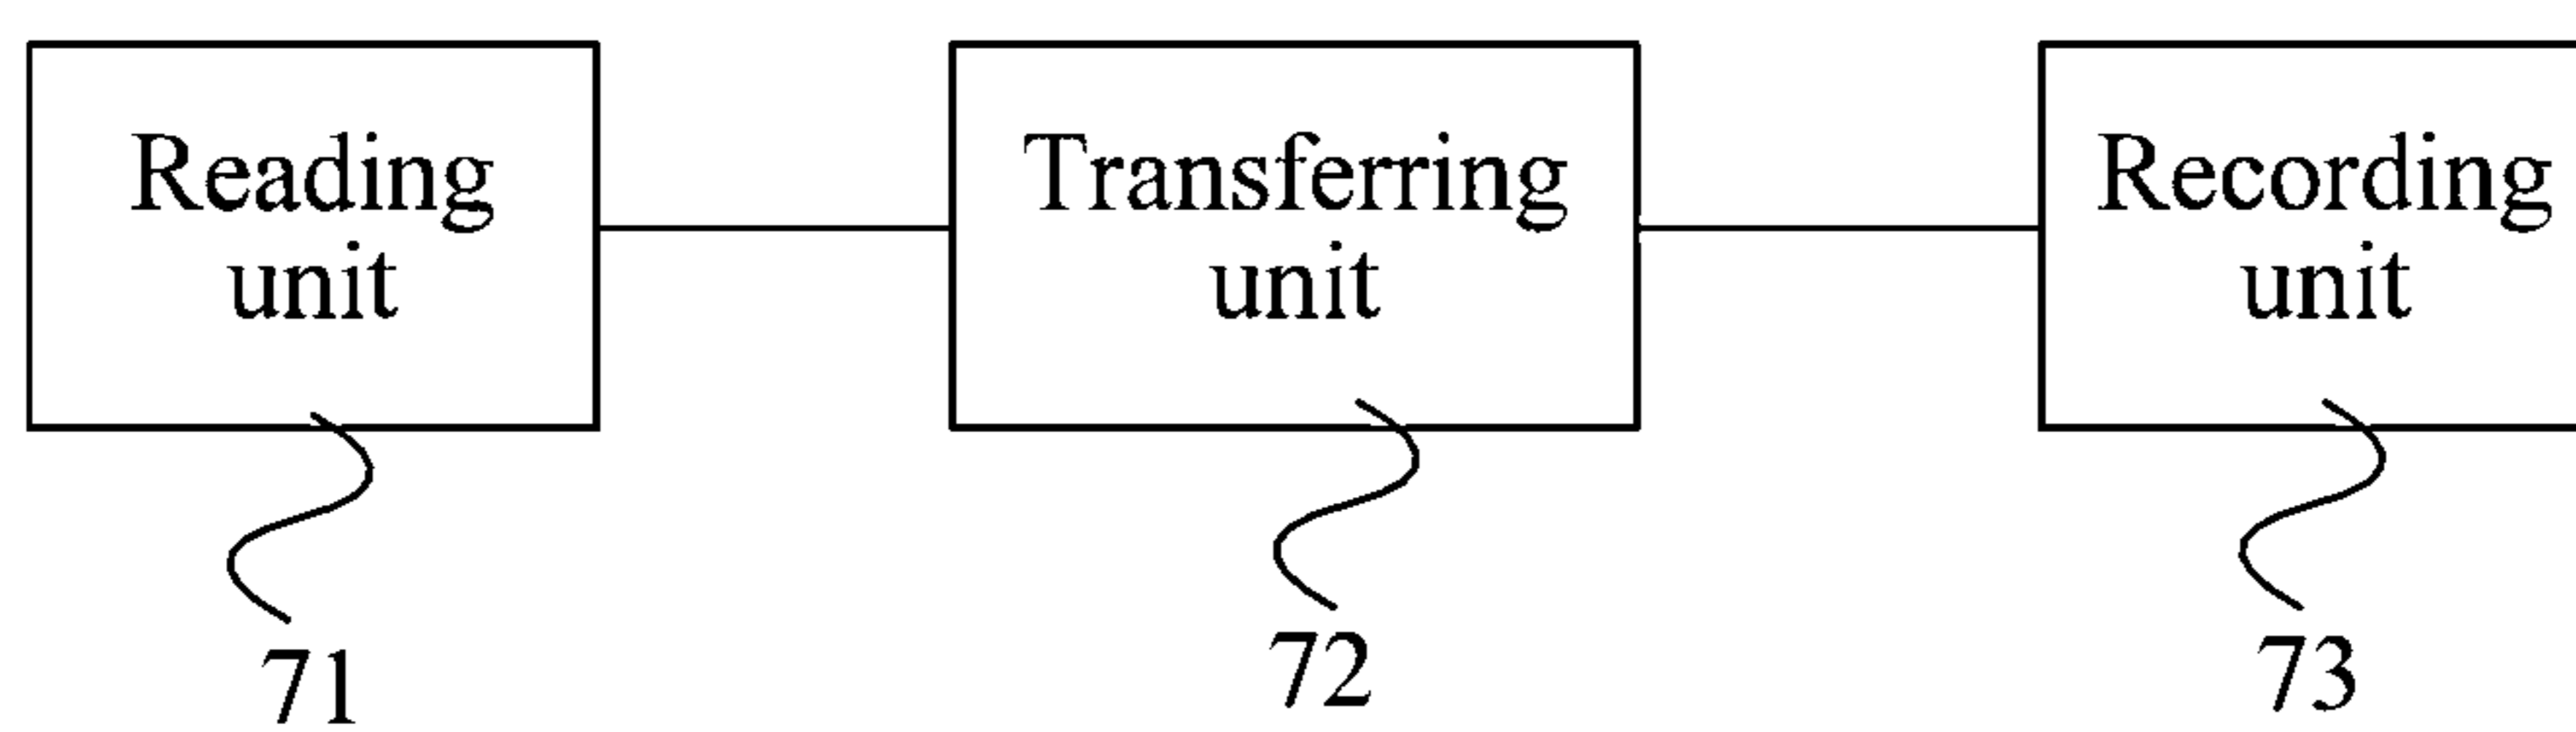 Reading
unit
Transferring
unit
Recording
unit
71
72
73